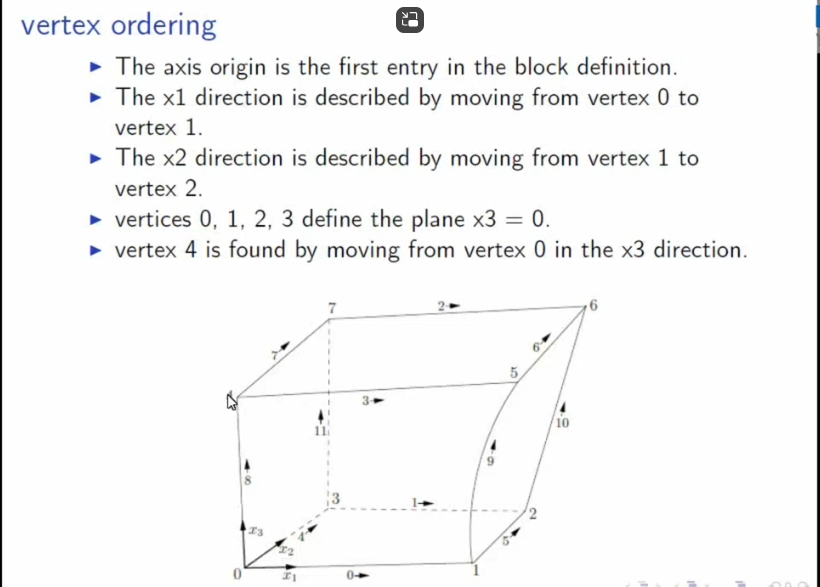 vertex ordering
The axis origin is the first entry in the block definition.
The x1 direction is described by moving from vertex 0 to
vertex 1.
The x2 direction is described by moving from vertex 1 to
vertex 2.
vertices 0, 1, 2, 3 define the plane x3 = 0.
vertex 4 is found by moving from vertex 0 in the x3 direction.
7
2
6
7
6
5
3
11
10
9
8
3
1
2
x3
4
x2
5
0
x1
0
1